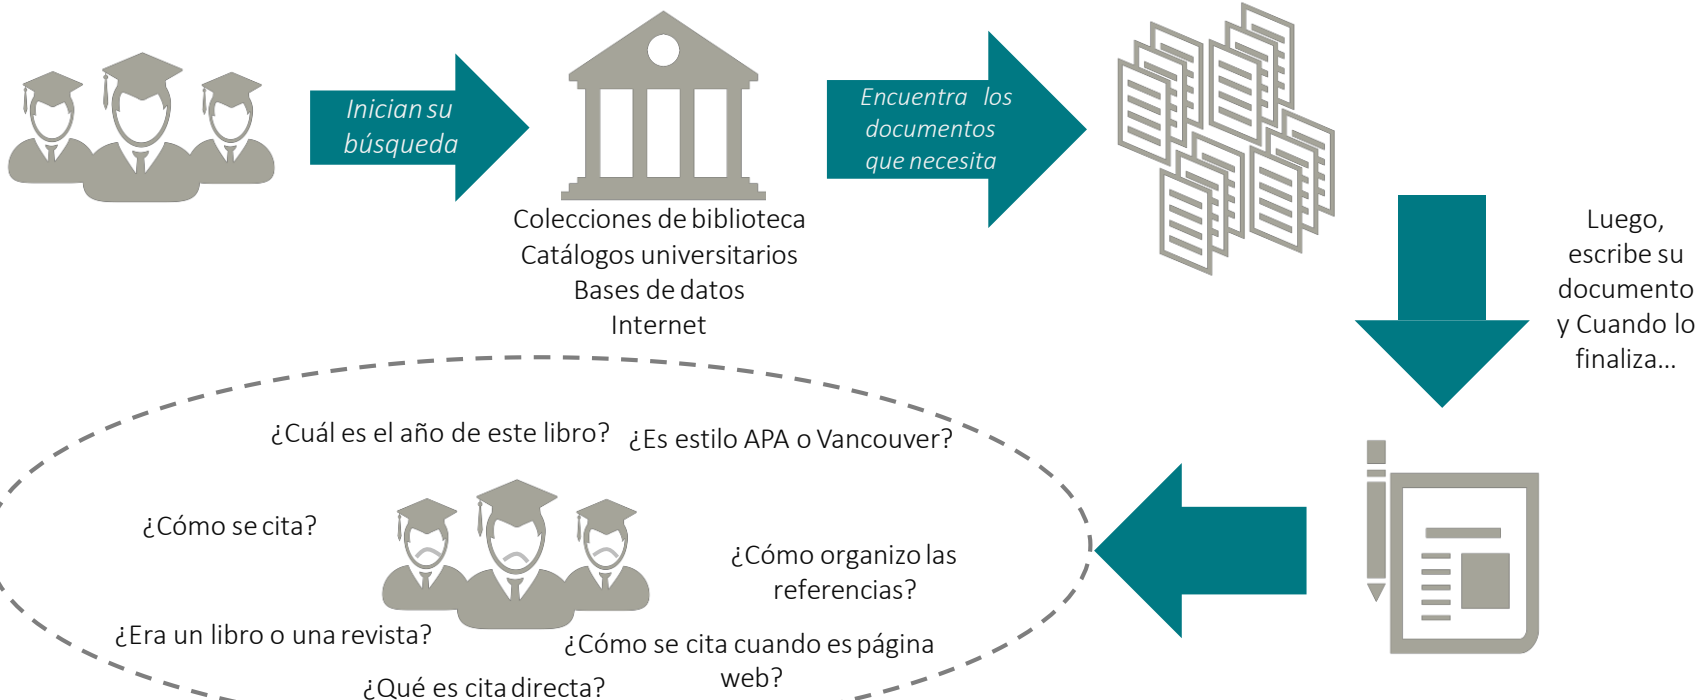 Inician su
búsqueda
Colecciones de biblioteca
Catálogos universitarios
Bases de datos
Internet
Encuentra los
documentos
que necesita
Luego,
escribe su
documento
y Cuando lo
finaliza...
¿Cuál es el año de este libro?
¿Es estilo APA o Vancouver?
¿Cómo se cita?
¿Cómo organizo las
referencias?
¿Era un libro o una revista?
¿Cómo se cita cuando es página
web?
¿Qué es cita directa?